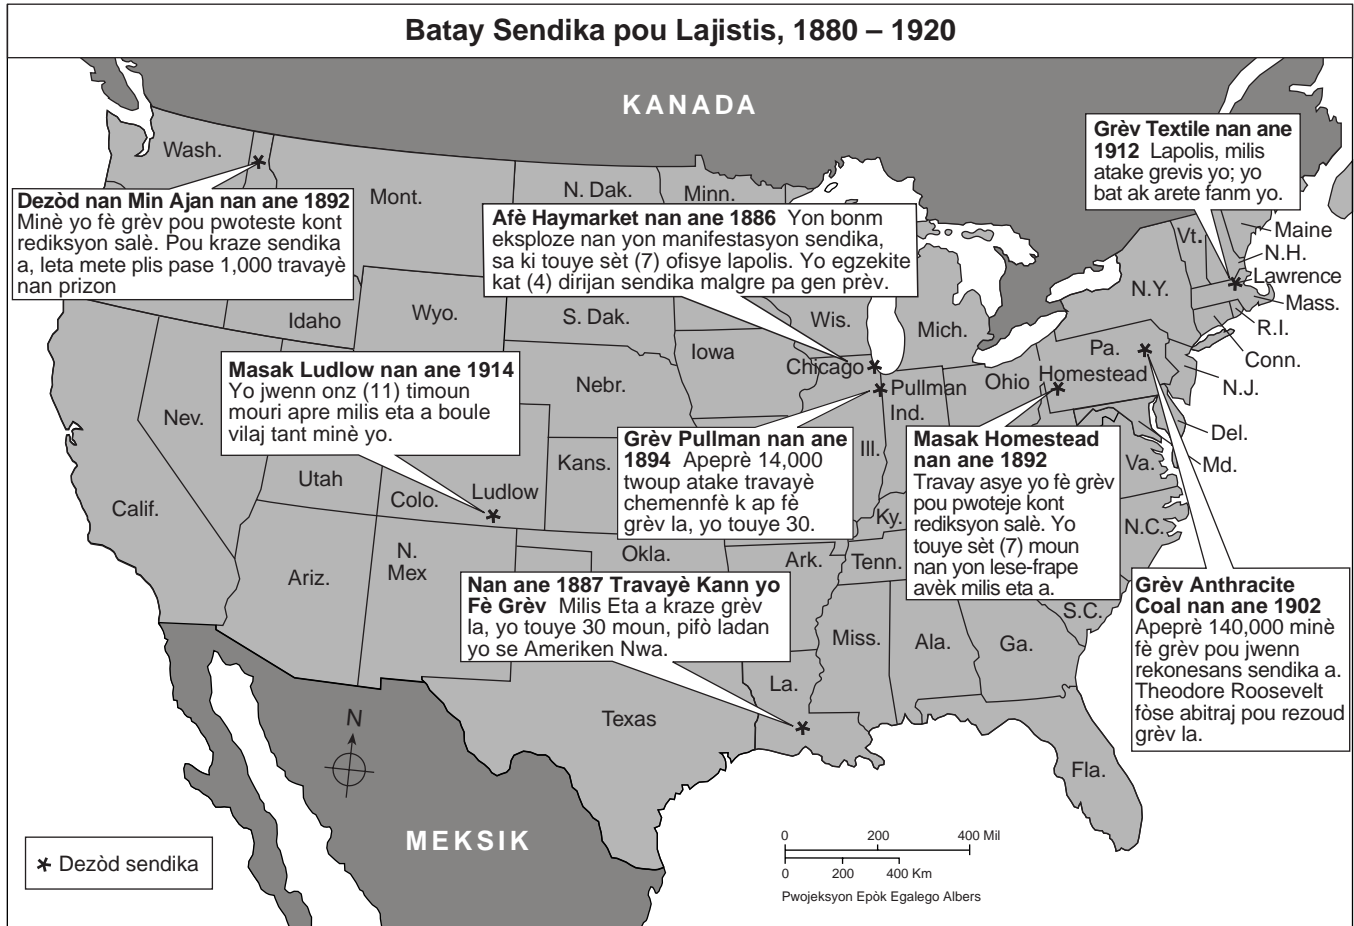 Batay Sendika pou Lajistis, 1880 – 1920
KANADA
Grèv Textile nan ane
1912 Lapolis, milis
atake grevis yo; yo
bat ak arete fanm yo.
Wash.
Mont.
N. Dak.
Minn.
Dezòd nan Min Ajan nan ane 1892
Minè yo fè grèv pou pwoteste kont
rediksyon salè. Pou kraze sendika
a, leta mete plis pase 1,000 travayè
nan prizon
Afè Haymarket nan ane 1886 Yon bonm
eksploze nan yon manifestasyon sendika,
sa ki touye sèt (7) ofisye lapolis. Yo egzekite
kat (4) dirijan sendika malgre pa gen prèv.
Vt.
Maine
N.H.
Lawrence
Mass.
N.Y.
R.I.
Conn.
N.J.
Idaho
Wyo.
S. Dak.
Wis.
Mich.
Iowa
Chicago
Pa.
Homestead
Ohio
Pullman
Ind.
Masak Ludlow nan ane 1914
Yo jwenn onz (11) timoun
mouri apre milis eta a boule
vilaj tant minè yo.
Nebr.
Nev.
Del.
Md.
Grèv Pullman nan ane
1894 Apeprè 14,000
twoup atake travayè
chemennfè k ap fè
grèv la, yo touye 30.
Ill.
Masak Homestead
nan ane 1892
Travay asye yo fè grèv
pou pwoteje kont
rediksyon salè. Yo
touye sèt (7) moun
nan yon lese-frape
avèk milis eta a.
Va.
Kans.
Utah
Colo.
Ludlow
Calif.
Ky.
N.C.
Ariz.
N.
Mex
Okla.
Ark.
Tenn.
Nan ane 1887 Travayè Kann yo
Fè Grèv Milis Eta a kraze grèv
la, yo touye 30 moun, pifò ladan
yo se Ameriken Nwa.
Grèv Anthracite
Coal nan ane 1902
Apeprè 140,000 minè
fè grèv pou jwenn
rekonesans sendika a.
Theodore Roosevelt
fòse abitraj pou rezoud
grèv la.
S.C.
Miss.
Ala.
Ga.
La.
Texas
Fla.
N
MEKSIK
Dezòd sendika
0 200 400 Mil
0 200 400 Km
Pwojeksyon Epòk Egalego Albers